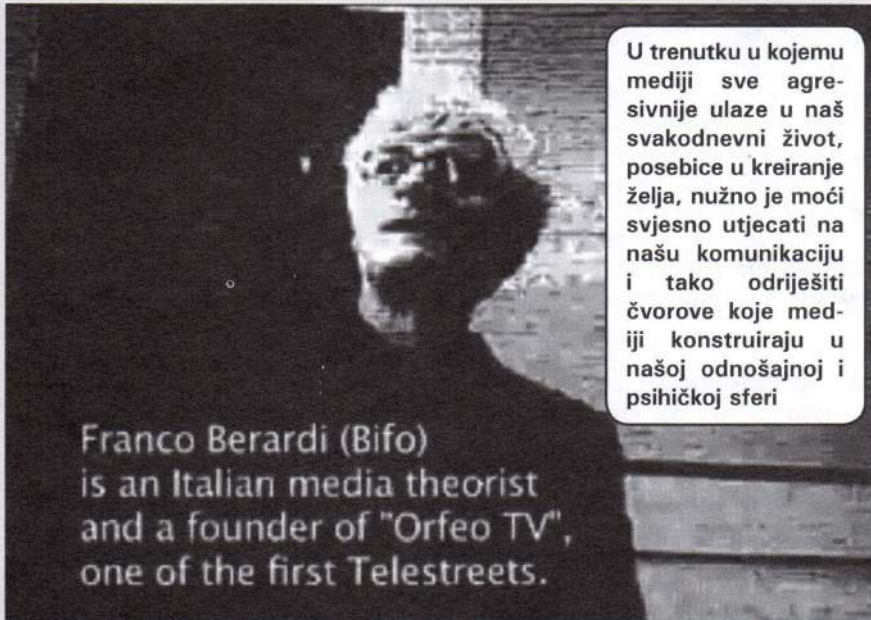 U trenutku u kojemu
mediji sve agre-
sivnije ulaze u naš
svakodnevni život,
posebice u kreiranje
želja, nužno je moći
svjesno utjecati na
našu komunikaciju
i tako odriješiti
čvorove koje med-
iji konstruiraju u
našoj odnošajnoj i
psihičkoj sferi
Franco Berardi (Bifo)
is an Italian media theorist
and a founder of "Orfeo TV",
one of the first Telestreets.